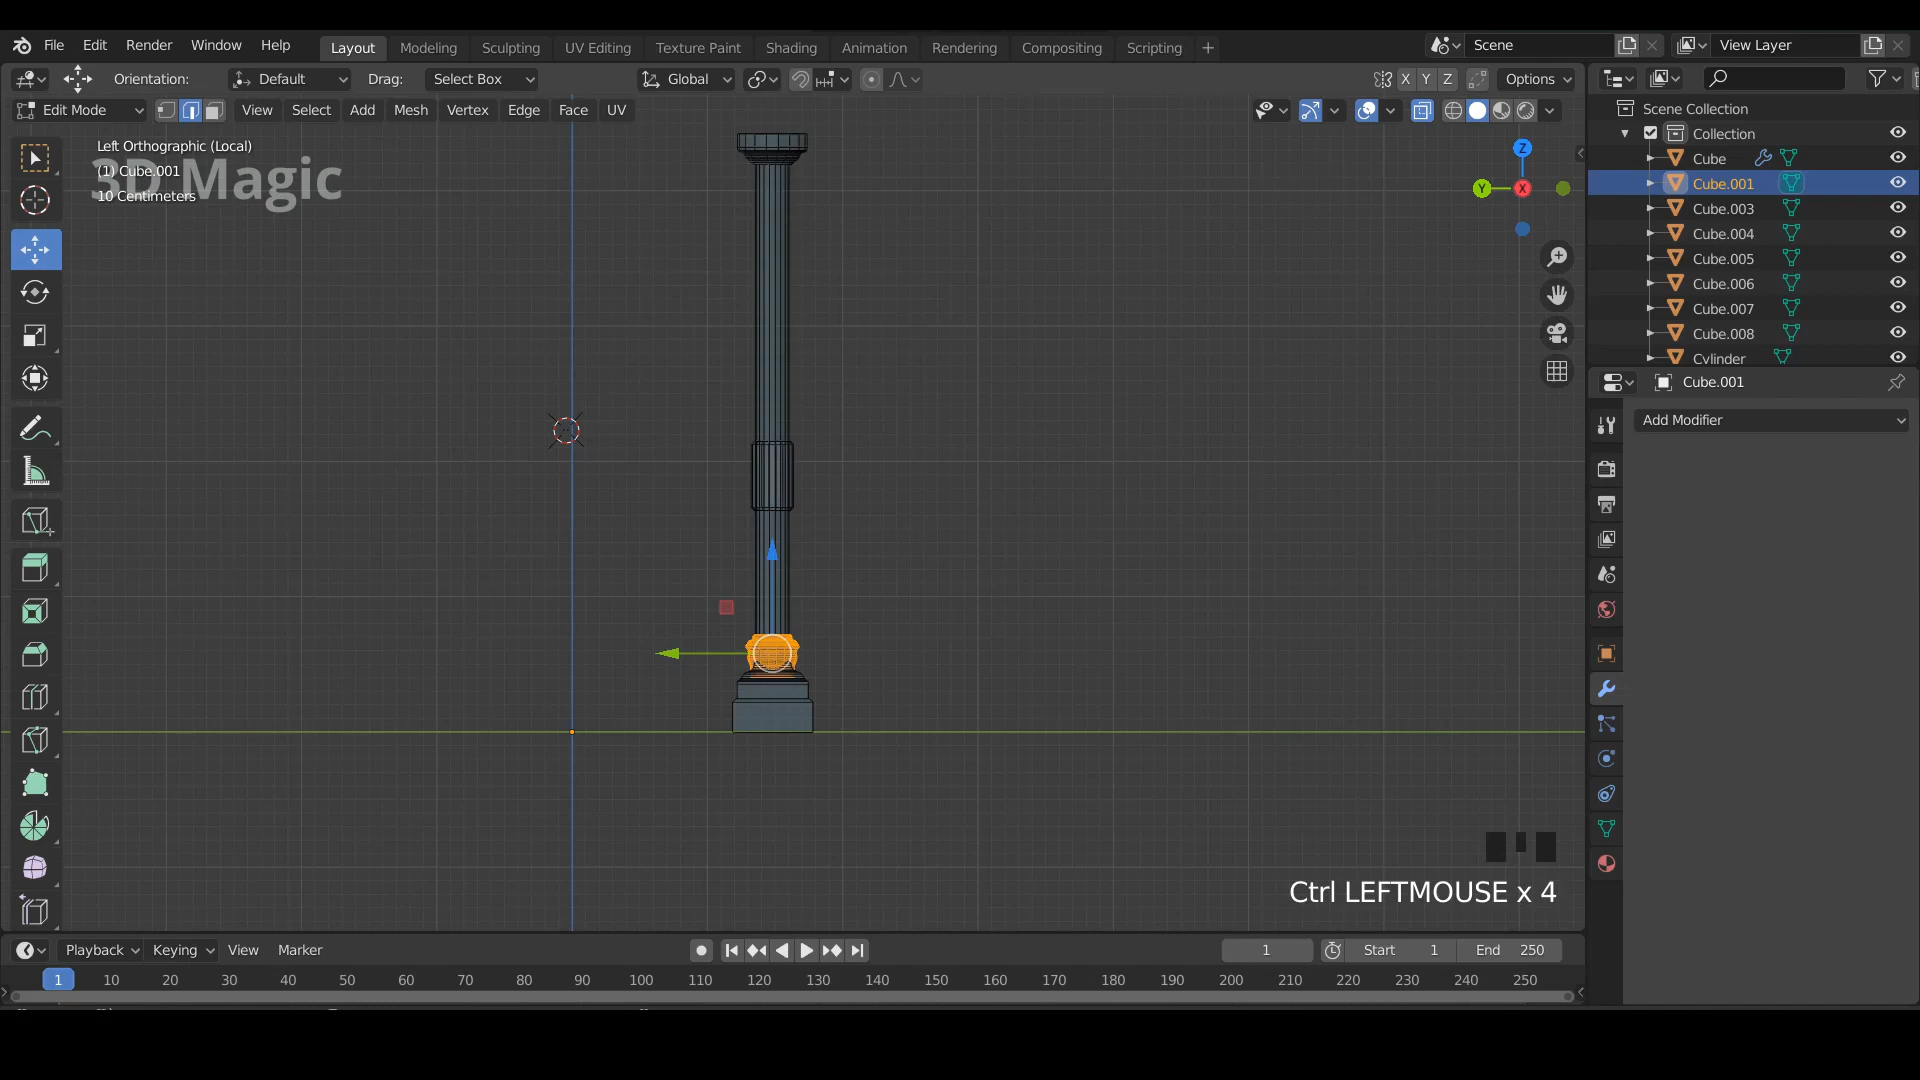 File Edit Render Window Help Layout Modeling Sculpting UV Editing Texture Paint Shading Animation Rendering Compositing Scripting + Scene View Layer
Orientation: Default Drag: Select Box Global X Y Z Options
Edit Mode View Select Add Mesh Vertex Edge Face UV
Left Orthographic (Local)
(1) Cube.001
3D Magic
10 Centimeters
Z
Y X
Scene Collection
Collection
Cube
Cube.001
Cube.003
Cube.004
Cube.005
Cube.006
Cube.007
Cube.008
Cylinder
Cube.001
Add Modifier
Ctrl LEFTMOUSE x 4
Playback Keying View Marker 1 Start 1 End 250
1 10 20 30 40 50 60 70 80 90 100 110 120 130 140 150 160 170 180 190 200 210 220 230 240 250